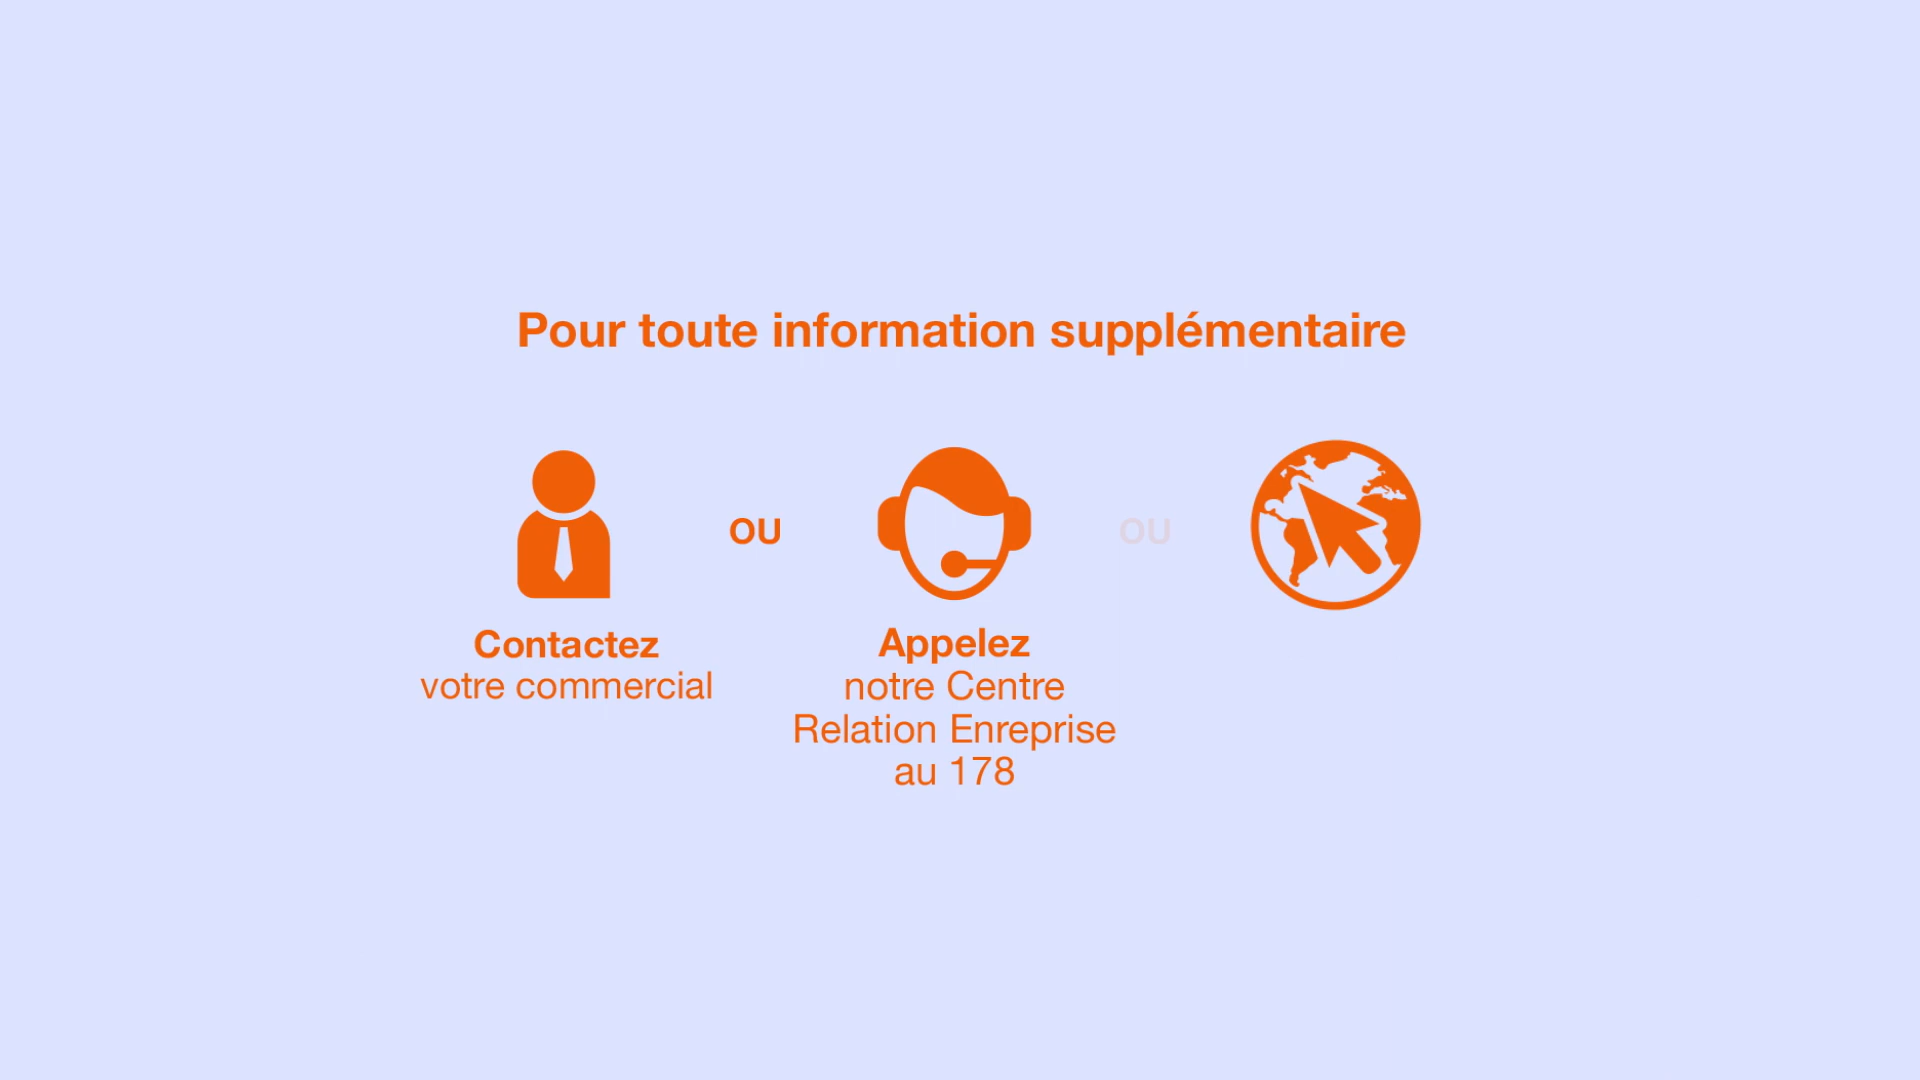 Pour toute information supplémentaire
ou
ou
Contactez
votre commercial
Appelez
notre Centre
Relation Enreprise
au 178